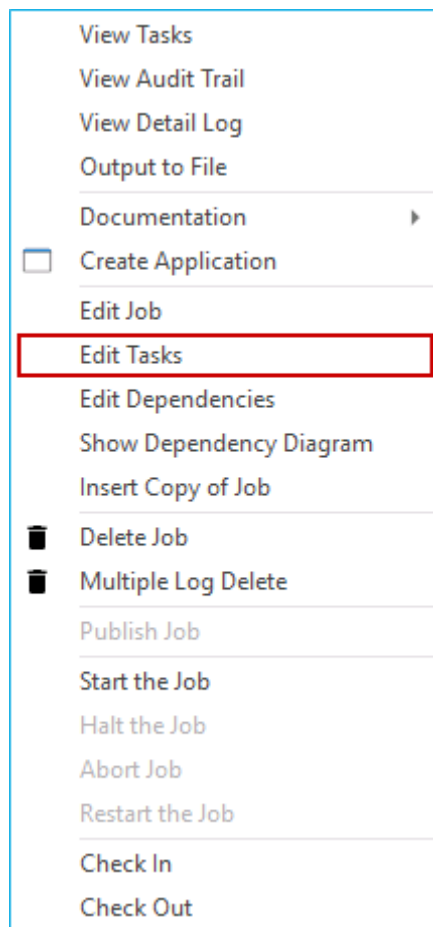 View Tasks
View Audit Trail
View Detail Log
Output to File
Documentation
Create Application
Edit Job
Edit Tasks
Edit Dependencies
Show Dependency Diagram
Insert Copy of Job
Delete Job
Multiple Log Delete
Publish Job
Start the Job
Halt the Job
Abort Job
Restart the Job
Check In
Check Out